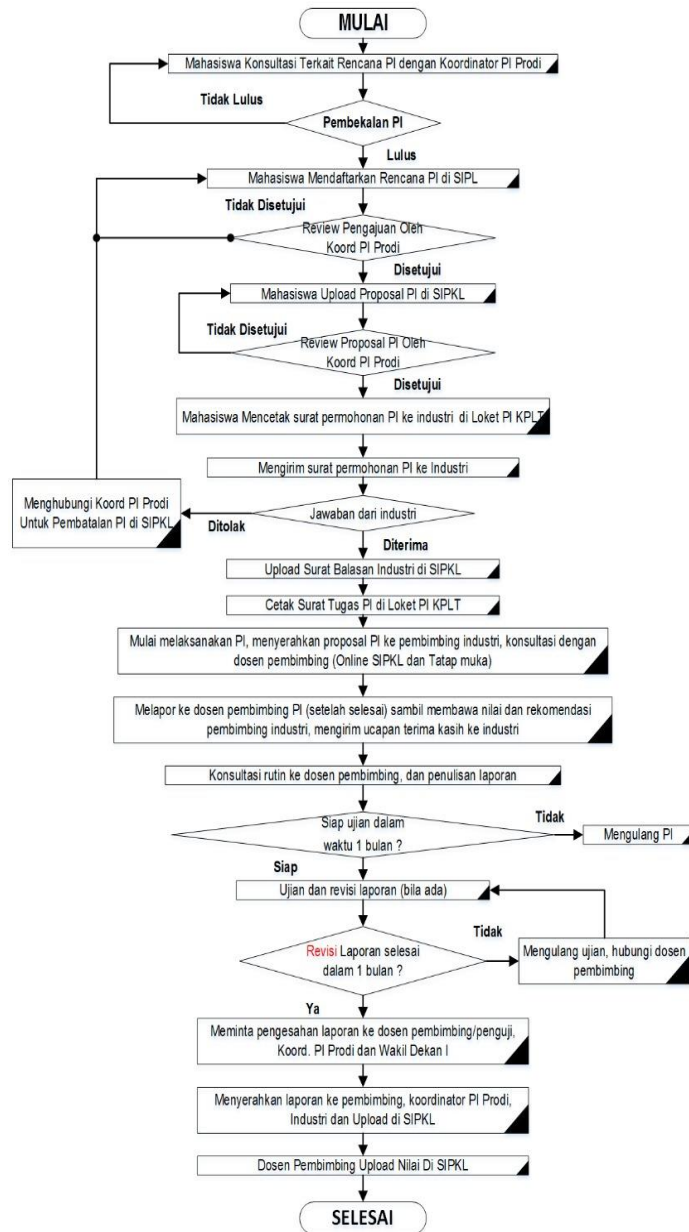 MULAI
Mahasiswa Konsultasi Terkait Rencana PI dengan Koordinator PI Prodi
Tidak Lulus
Pembekalan PI
Lulus
Mahasiswa Mendaftarkan Rencana PI di SIPL
Tidak Disetujui
Review Pengajuan Oleh
Koord PI Prodi
Disetujui
Mahasiswa Upload Proposal PI di SIPKL
Tidak Disetujui
Review Proposal PI Oleh
Koord PI Prodi
Disetujui
Mahasiswa Mencetak surat permohonan PI ke industri di Loket PI KPLT
Mengirim surat permohonan PI ke Industri
Menghubungi Koord PI Prodi
Untuk Pembatalan PI di SIPKL
Ditolak
Jawaban dari industri
Diterima
Upload Surat Balasan Industri di SIPKL
Cetak Surat Tugas PI di Loket PI KPLT
Mulai melaksanakan PI, menyerahkan proposal PI ke pembimbing industri, konsultasi dengan
dosen pembimbing (Online SIPKL dan Tatap muka)
Melapor ke dosen pembimbing PI (setelah selesai) sambil membawa nilai dan rekomendasi
pembimbing industri, mengirim ucapan terima kasih ke industri
Konsultasi rutin ke dosen pembimbing, dan penulisan laporan
Siap ujian dalam
waktu 1 bulan ?
Tidak
Mengulang PI
Siap
Ujian dan revisi laporan (bila ada)
Revisi Laporan selesai
dalam 1 bulan ?
Tidak
Mengulang ujian, hubungi dosen
pembimbing
Ya
Meminta pengesahan laporan ke dosen pembimbing/penguji,
Koord. PI Prodi dan Wakil Dekan I
Menyerahkan laporan ke pembimbing, koordinator PI Prodi,
Industri dan Upload di SIPKL
Dosen Pembimbing Upload Nilai Di SIPKL
SELESAI